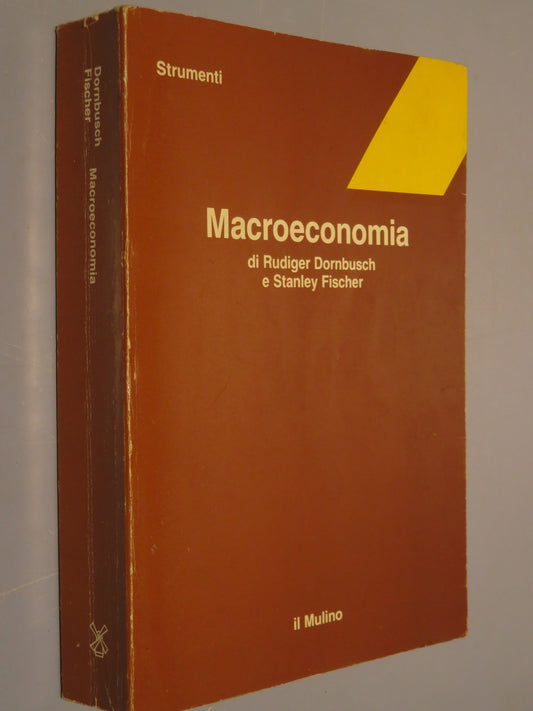 Strumenti
Macroeconomia
di Rudiger Dornbusch
e Stanley Fischer
il Mulino
Dornbusch
Fischer
Macroeconomia